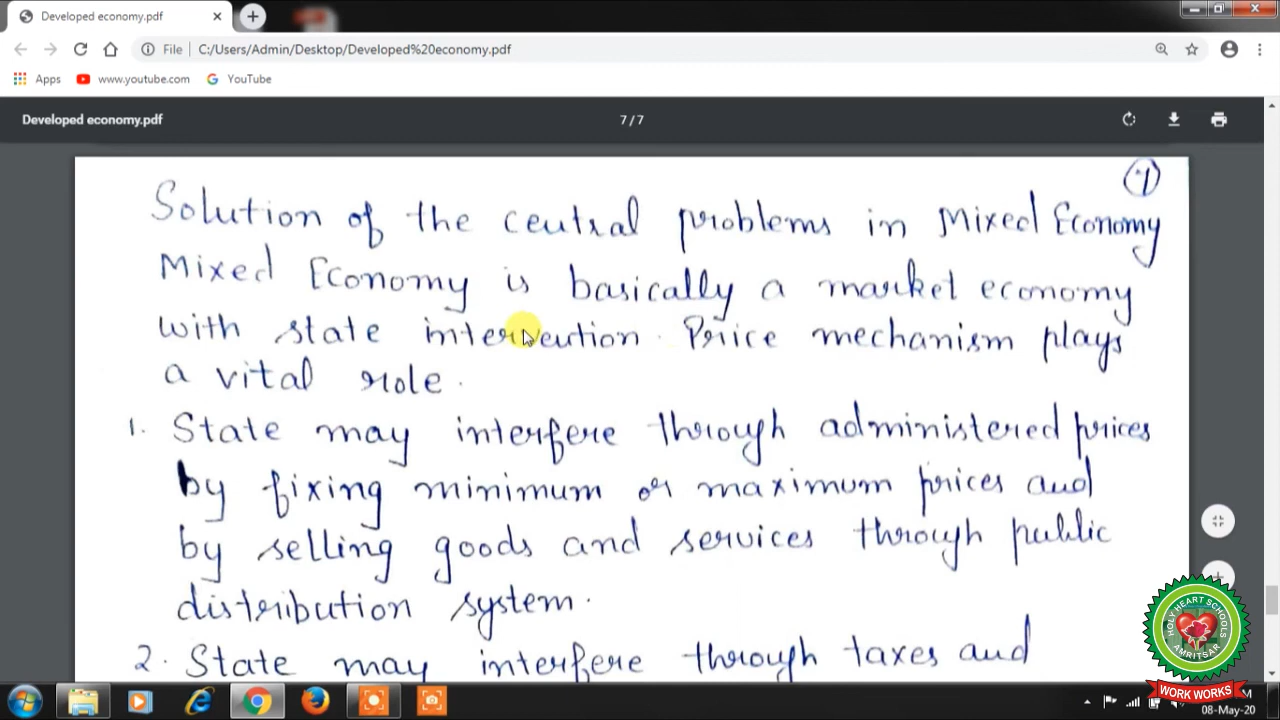 Developed economy.pdf
File
C:/Users/Admin/Desktop/Developed%20economy.pdf
Apps
www.youtube.com
YouTube
Developed economy.pdf
7/7
7
Solution of the central problems in Mixed Economy
Mixed Economy is basically a market economy
with state intervention. Price mechanism plays
a vital role.
1. State may interfere through administered prices
by fixing minimum or maximum prices and
by selling goods and services through public
distribution system.
2. State may interfere through taxes and
HOLY HEART SCHOOLS
AMRITSAR
WORK WORKS
08-May-20